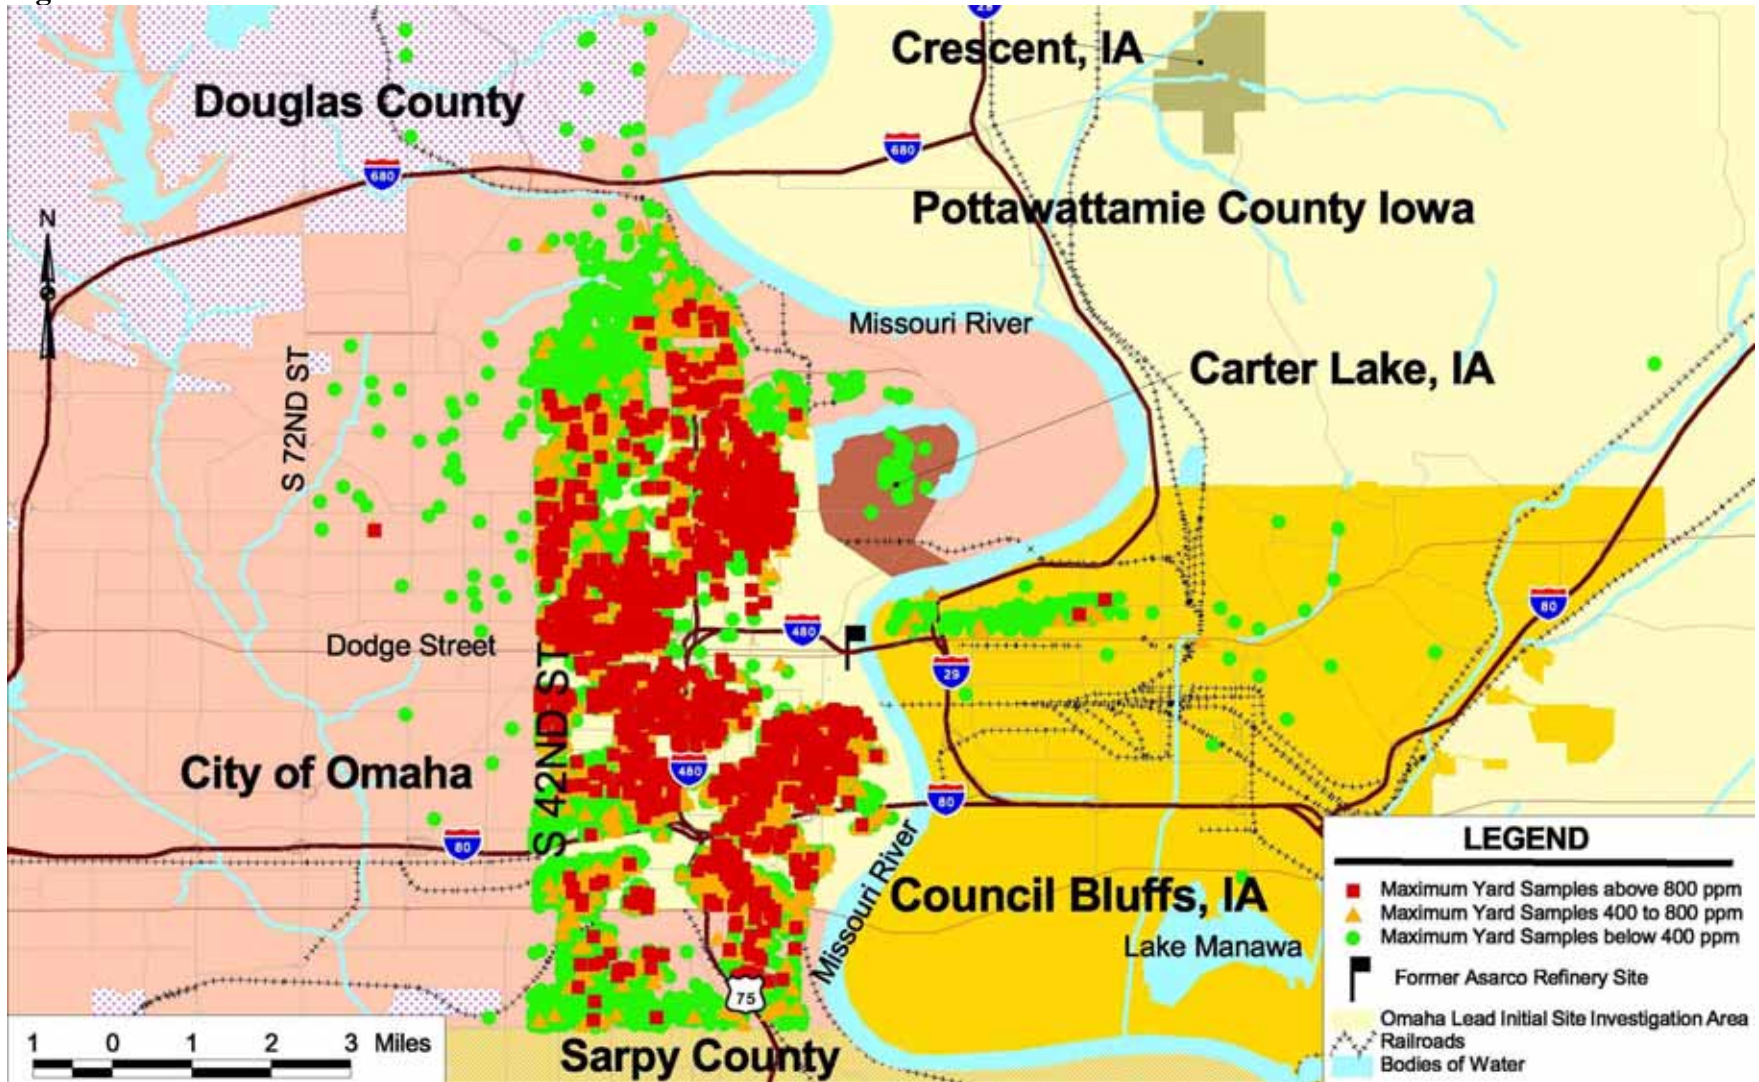 Crescent, IA
Douglas County
680
680
Pottawattamie County Iowa
N
Missouri River
S 72ND ST
Carter Lake, IA
80
480
Dodge Street
29
S 42ND ST
City of Omaha
480
80
80
Missouri River
Council Bluffs, IA
Lake Manawa
75
Sarpy County
1 0 1 2 3 Miles
LEGEND
Maximum Yard Samples above 800 ppm
Maximum Yard Samples 400 to 800 ppm
Maximum Yard Samples below 400 ppm
Former Asarco Refinery Site
Omaha Lead Initial Site Investigation Area
Railroads
Bodies of Water